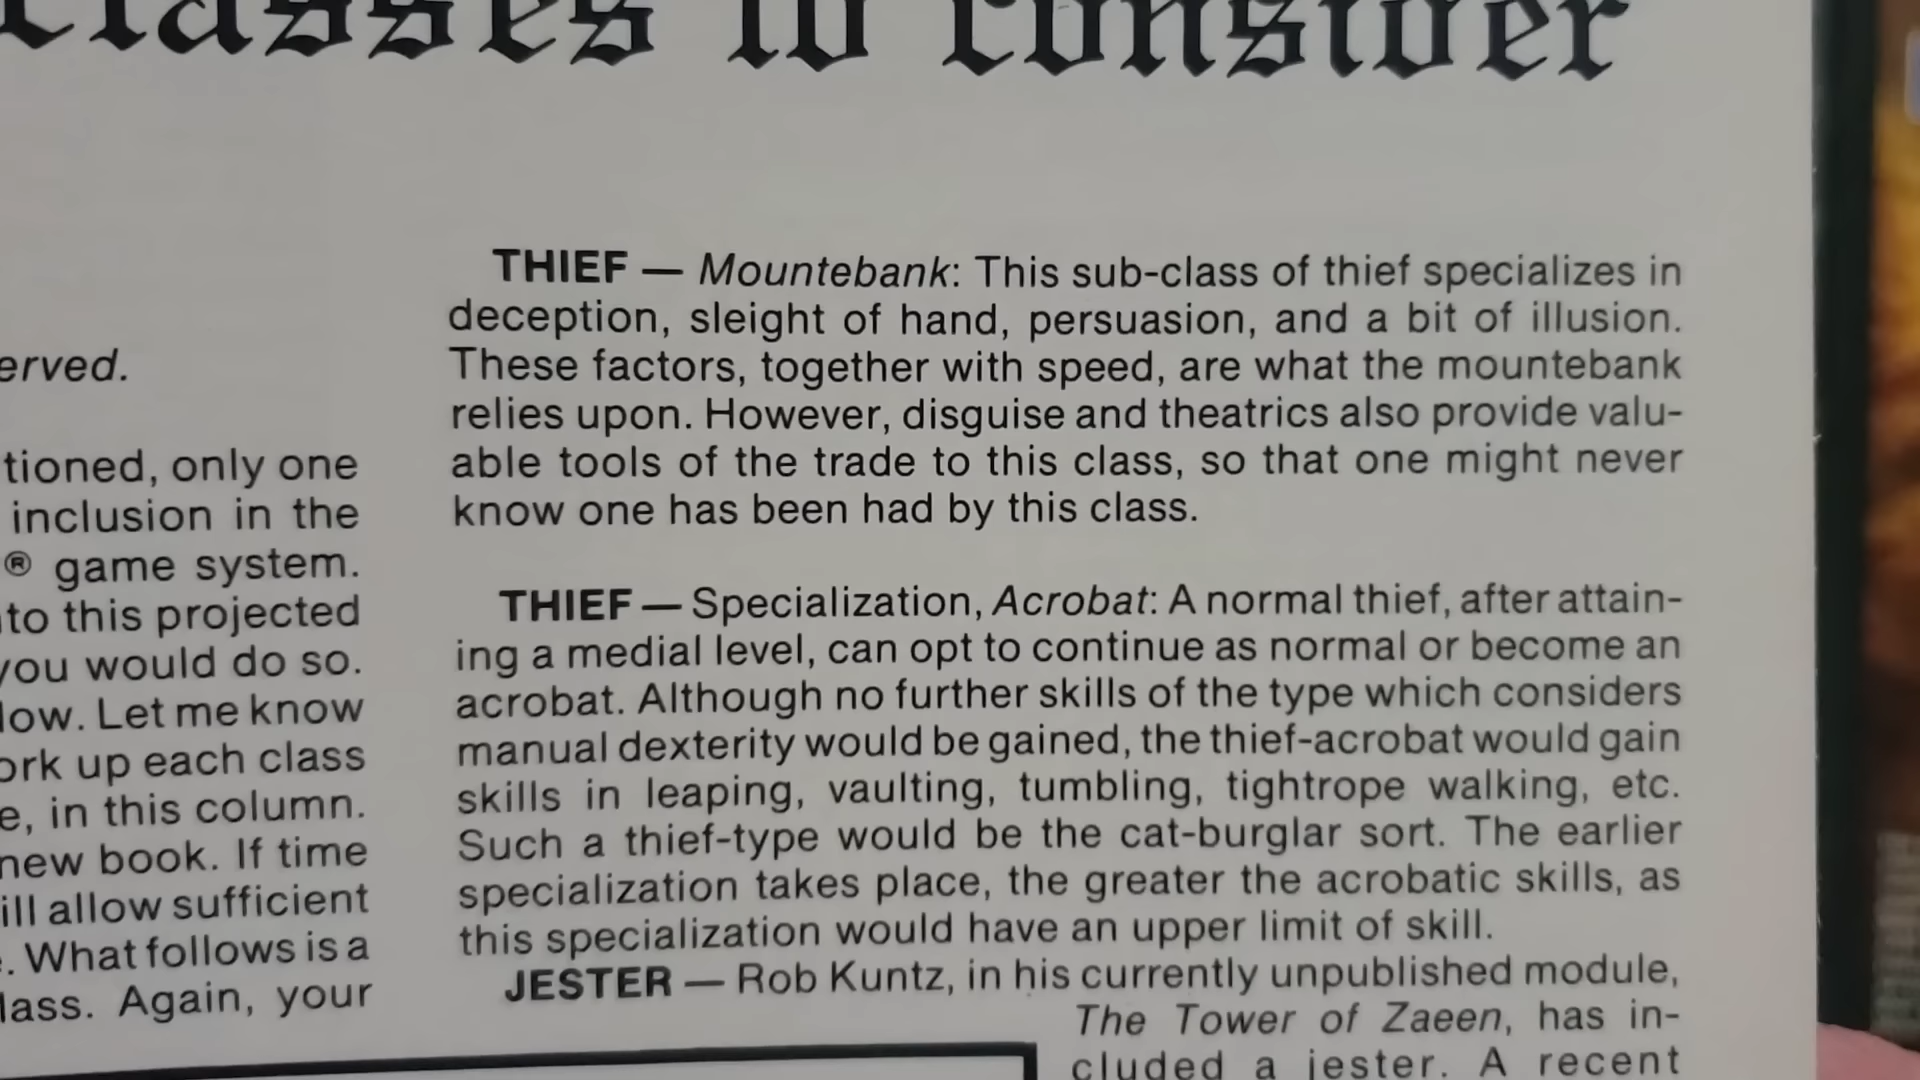 classes to consider
erved.
tioned, only one
inclusion in the
® game system.
to this projected
you would do so.
low. Let me know
ork up each class
e, in this column.
new book. If time
ill allow sufficient
. What follows is a
lass. Again, your
THIEF — Mountebank: This sub-class of thief specializes in
deception, sleight of hand, persuasion, and a bit of illusion.
These factors, together with speed, are what the mountebank
relies upon. However, disguise and theatrics also provide valu-
able tools of the trade to this class, so that one might never
know one has been had by this class.
THIEF — Specialization, Acrobat: A normal thief, after attain-
ing a medial level, can opt to continue as normal or become an
acrobat. Although no further skills of the type which considers
manual dexterity would be gained, the thief-acrobat would gain
skills in leaping, vaulting, tumbling, tightrope walking, etc.
Such a thief-type would be the cat-burglar sort. The earlier
specialization takes place, the greater the acrobatic skills, as
this specialization would have an upper limit of skill.
JESTER — Rob Kuntz, in his currently unpublished module,
The Tower of Zaeen, has in-
cluded a jester. A recent